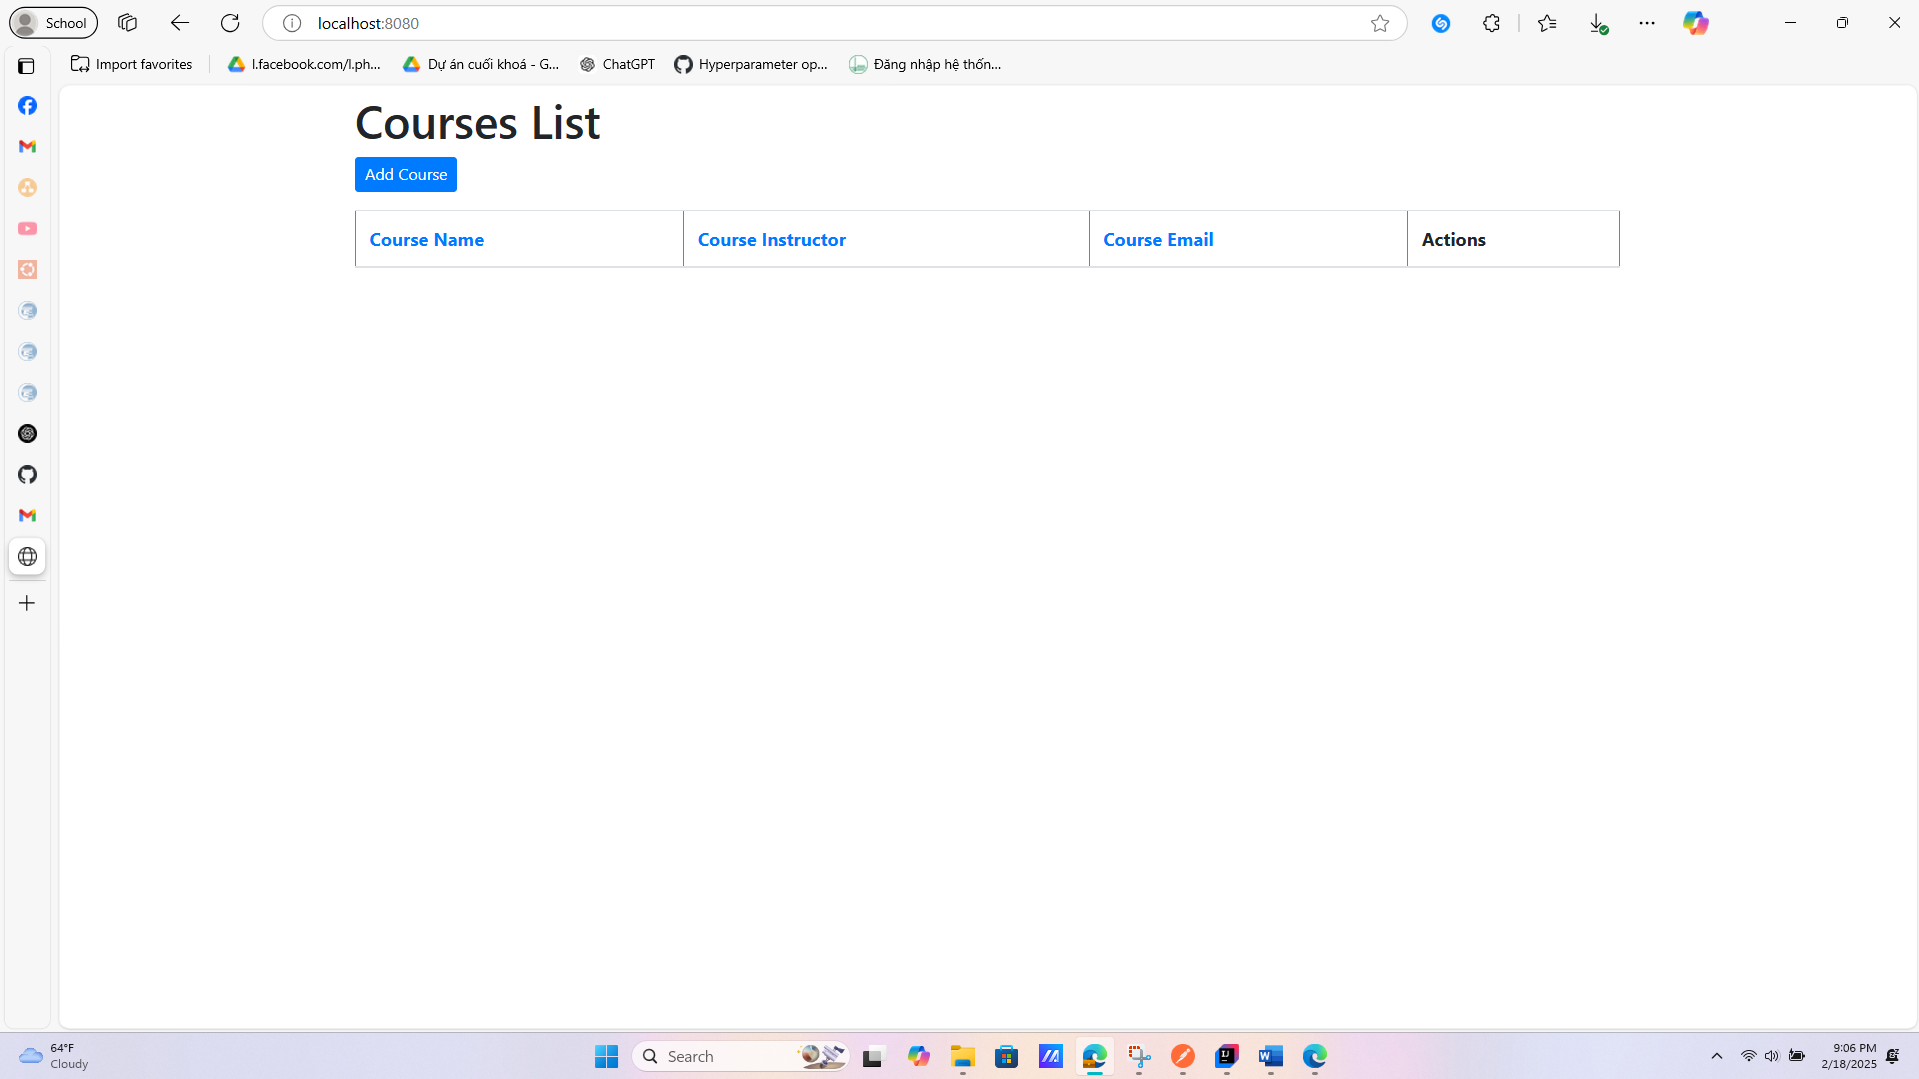 School
localhost:8080
Import favorites
l.facebook.com/l.ph...
Dự án cuối khoá - G...
ChatGPT
Hyperparameter op...
Đăng nhập hệ thốn...
Courses List
Add Course
Course Name
Course Instructor
Course Email
Actions
64°F
Cloudy
Search
9:06 PM
2/18/2025